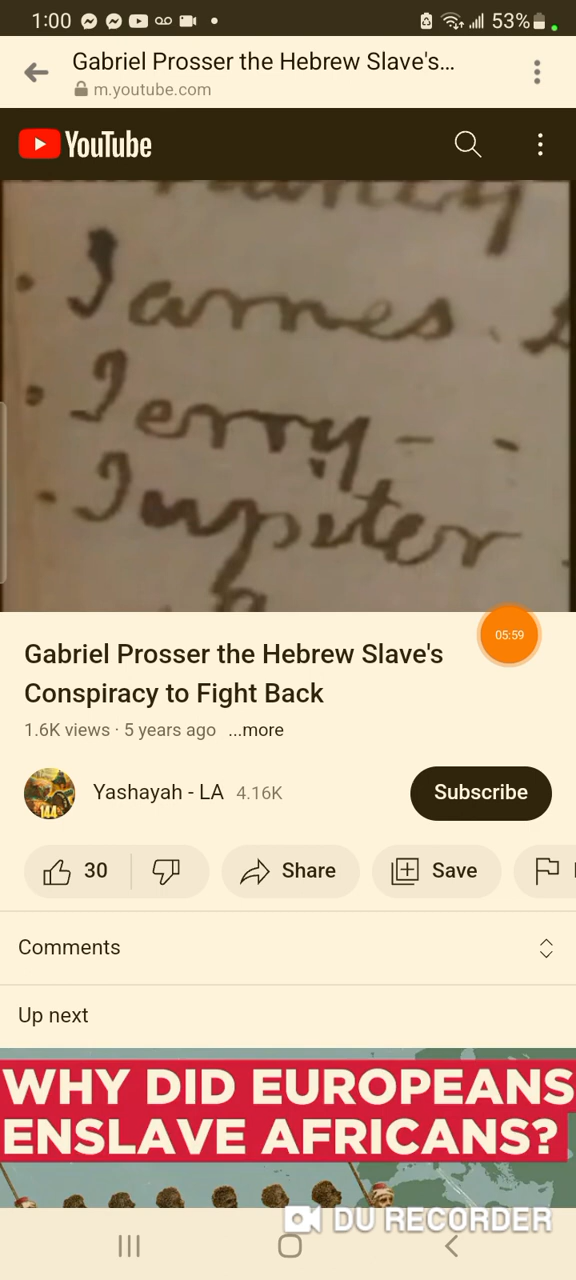 1:00 53%
Gabriel Prosser the Hebrew Slave's...
m.youtube.com
YouTube
James
Jerry - -
Jupiter
05:59
Gabriel Prosser the Hebrew Slave's
Conspiracy to Fight Back
1.6K views · 5 years ago ...more
144
Yashayah - LA 4.16K
Subscribe
30 Share Save
Comments
Up next
WHY DID EUROPEANS
ENSLAVE AFRICANS?
DU RECORDER